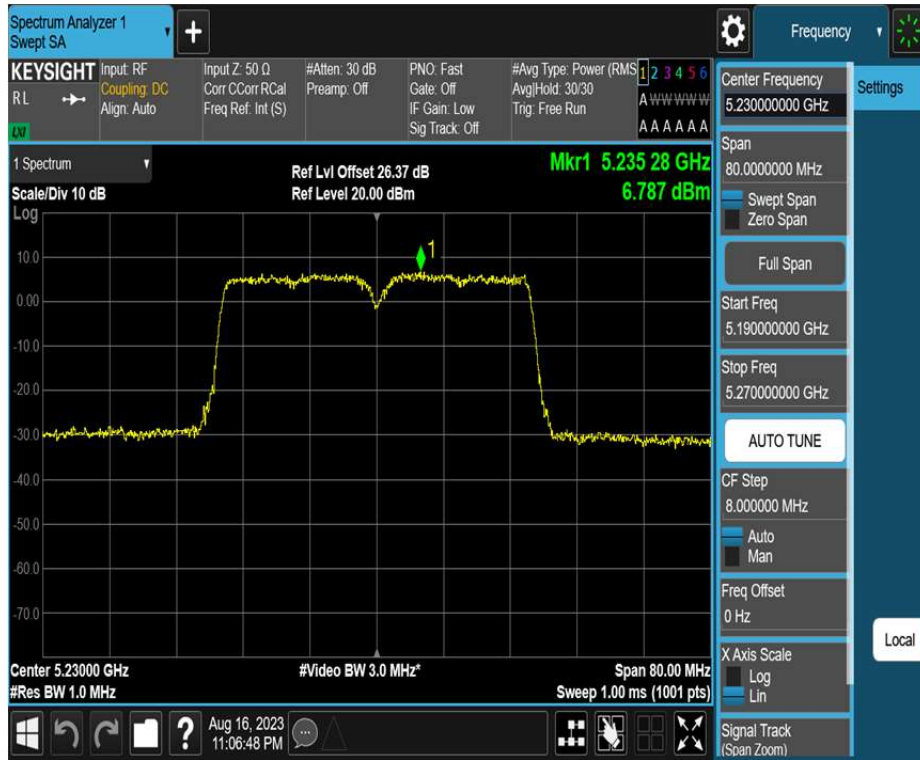 Spectrum Analyzer 1
Swept SA
+
Frequency
KEYSIGHT
RL
LXI
Input: RF
Coupling: DC
Align: Auto
Input Z: 50 Ω
Corr CCorr RCal
Freq Ref: Int (S)
#Atten: 30 dB
Preamp: Off
PNO: Fast
Gate: Off
IF Gain: Low
Sig Track: Off
#Avg Type: Power (RMS
Avg|Hold: 30/30
Trig: Free Run
1 2 3 4 5 6
A W W W W W
A A A A A A
1 Spectrum
Scale/Div 10 dB
Log
Ref Lvl Offset 26.37 dB
Ref Level 20.00 dBm
Mkr1 5.235 28 GHz
6.787 dBm
1
10.0
0.00
-10.0
-20.0
-30.0
-40.0
-50.0
-60.0
-70.0
Center 5.23000 GHz
#Res BW 1.0 MHz
#Video BW 3.0 MHz*
Span 80.00 MHz
Sweep 1.00 ms (1001 pts)
?
Aug 16, 2023
11:06:48 PM
Center Frequency
5.230000000 GHz
Span
80.0000000 MHz
Swept Span
Zero Span
Full Span
Start Freq
5.190000000 GHz
Stop Freq
5.270000000 GHz
AUTO TUNE
CF Step
8.000000 MHz
Auto
Man
Freq Offset
0 Hz
X Axis Scale
Log
Lin
Signal Track
(Span Zoom)
Settings
Local